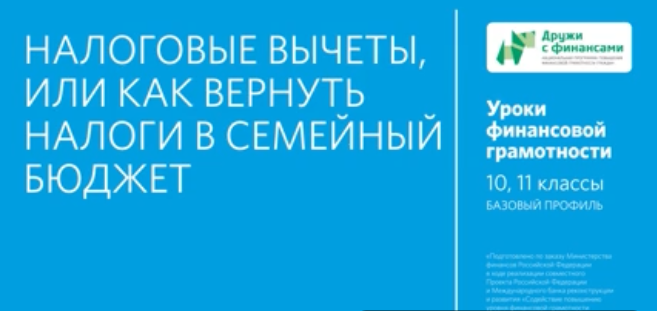 НАЛОГОВЫЕ ВЫЧЕТЫ,
ИЛИ КАК ВЕРНУТЬ
НАЛОГИ В СЕМЕЙНЫЙ
БЮДЖЕТ
Дружи
с финансами
НАЦИОНАЛЬНАЯ ПРОГРАММА ПОВЫШЕНИЯ
ФИНАНСОВОЙ ГРАМОТНОСТИ ГРАЖДАН
Уроки
финансовой
грамотности
10, 11 классы
БАЗОВЫЙ ПРОФИЛЬ
«Подготовлено по заказу Министерства
финансов Российской Федерации
в ходе реализации совместного
Проекта Российской Федерации
и Международного банка реконструкции
и развития «Содействие повышению
уровня финансовой грамотности